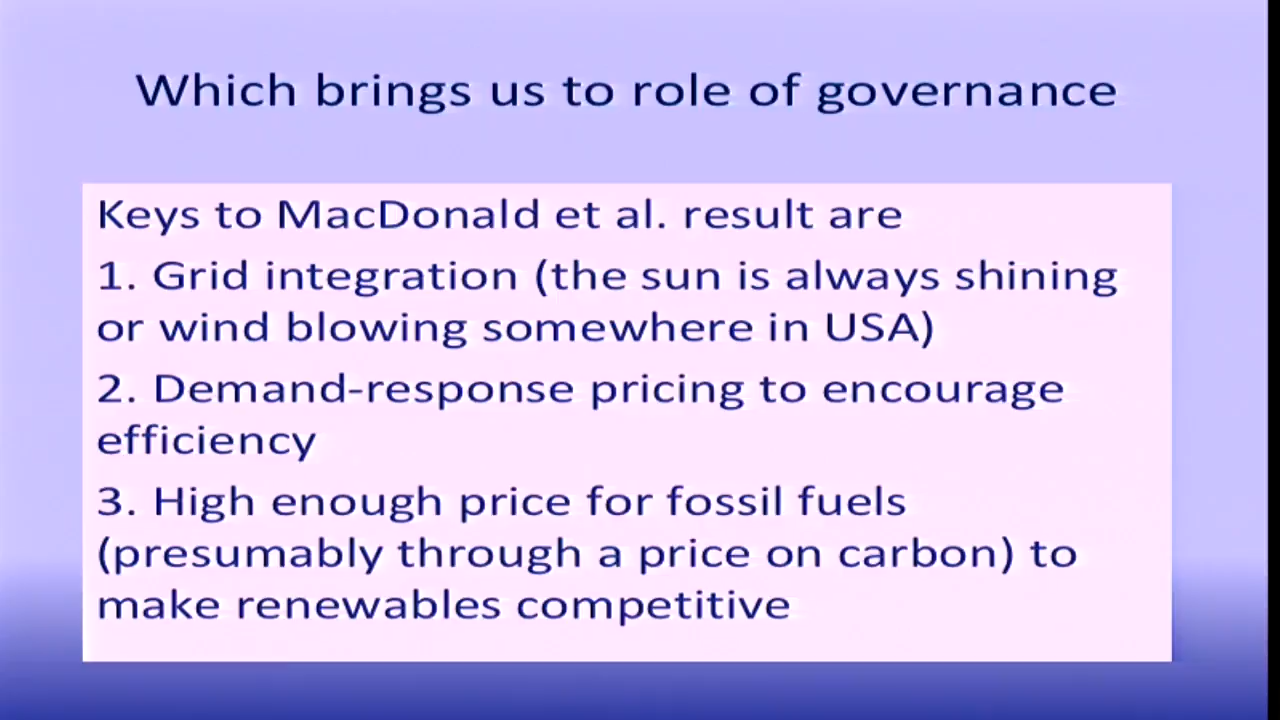 Which brings us to role of governance
Keys to MacDonald et al. result are
1. Grid integration (the sun is always shining
or wind blowing somewhere in USA)
2. Demand-response pricing to encourage
efficiency
3. High enough price for fossil fuels
(presumably through a price on carbon) to
make renewables competitive